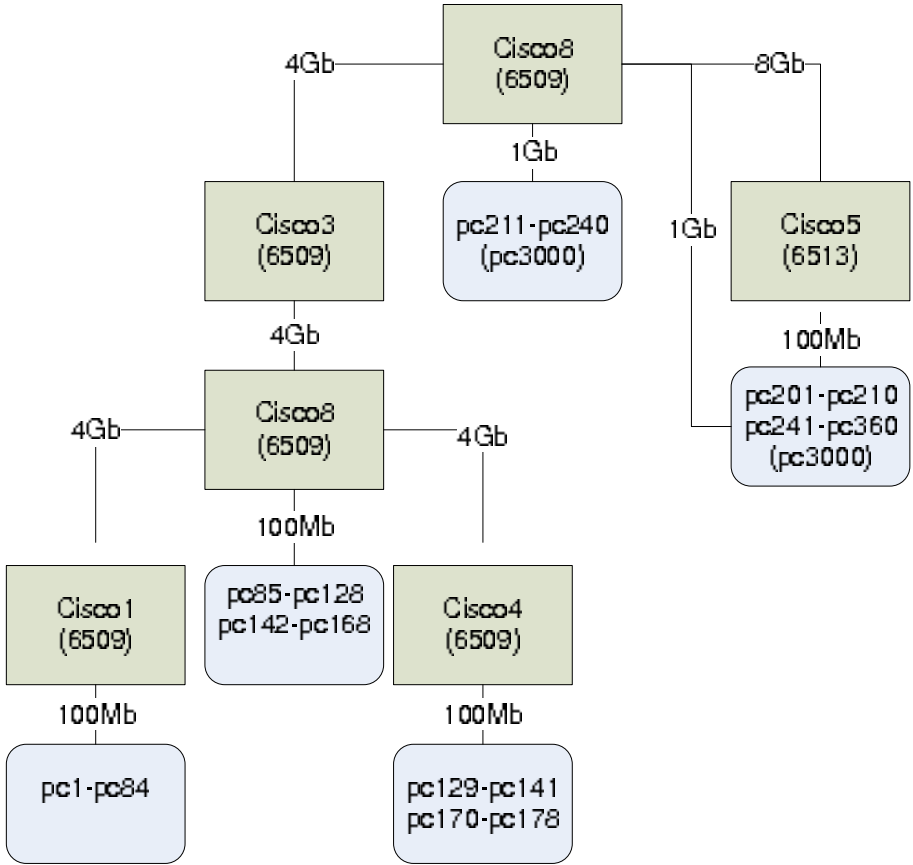 Cisco8
(6509)
4Gb
8Gb
1Gb
Cisco3
(6509)
pc211-pc240
(pc3000)
1Gb
Cisco5
(6513)
4Gb
100Mb
Cisco8
(6509)
pc201-pc210
pc241-pc360
(pc3000)
4Gb
4Gb
100Mb
Cisco1
(6509)
pc85-pc128
pc142-pc168
Cisco4
(6509)
100Mb
100Mb
pc1-pc84
pc129-pc141
pc170-pc178